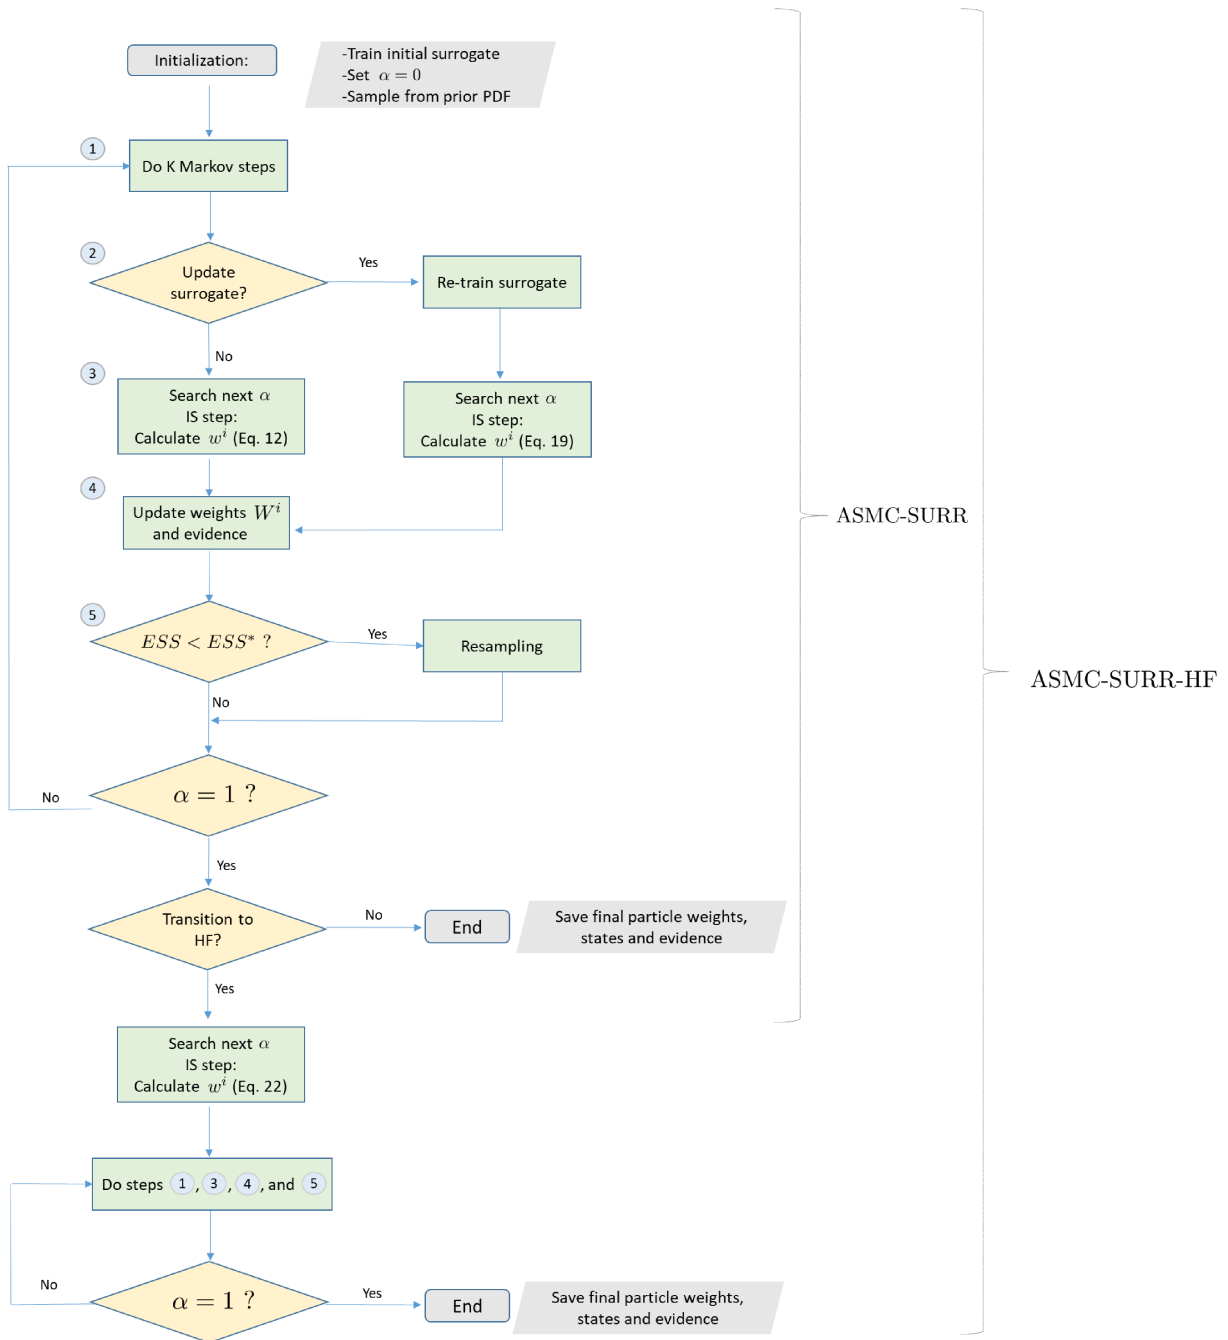 Initialization:
-Train initial surrogate
-Set α = 0
-Sample from prior PDF
1
Do K Markov steps
2
Update
surrogate?
Yes
Re-train surrogate
No
3
Search next α
IS step:
Calculate wⁱ (Eq. 12)
Search next α
IS step:
Calculate wⁱ (Eq. 19)
4
Update weights Wⁱ
and evidence
ASMC-SURR
5
ESS < ESS* ?
Yes
Resampling
No
ASMC-SURR-HF
α = 1 ?
No
Yes
Transition to
HF?
No
End
Save final particle weights,
states and evidence
Yes
Search next α
IS step:
Calculate wⁱ (Eq. 22)
Do steps 1, 3, 4, and 5
α = 1 ?
No
Yes
End
Save final particle weights,
states and evidence